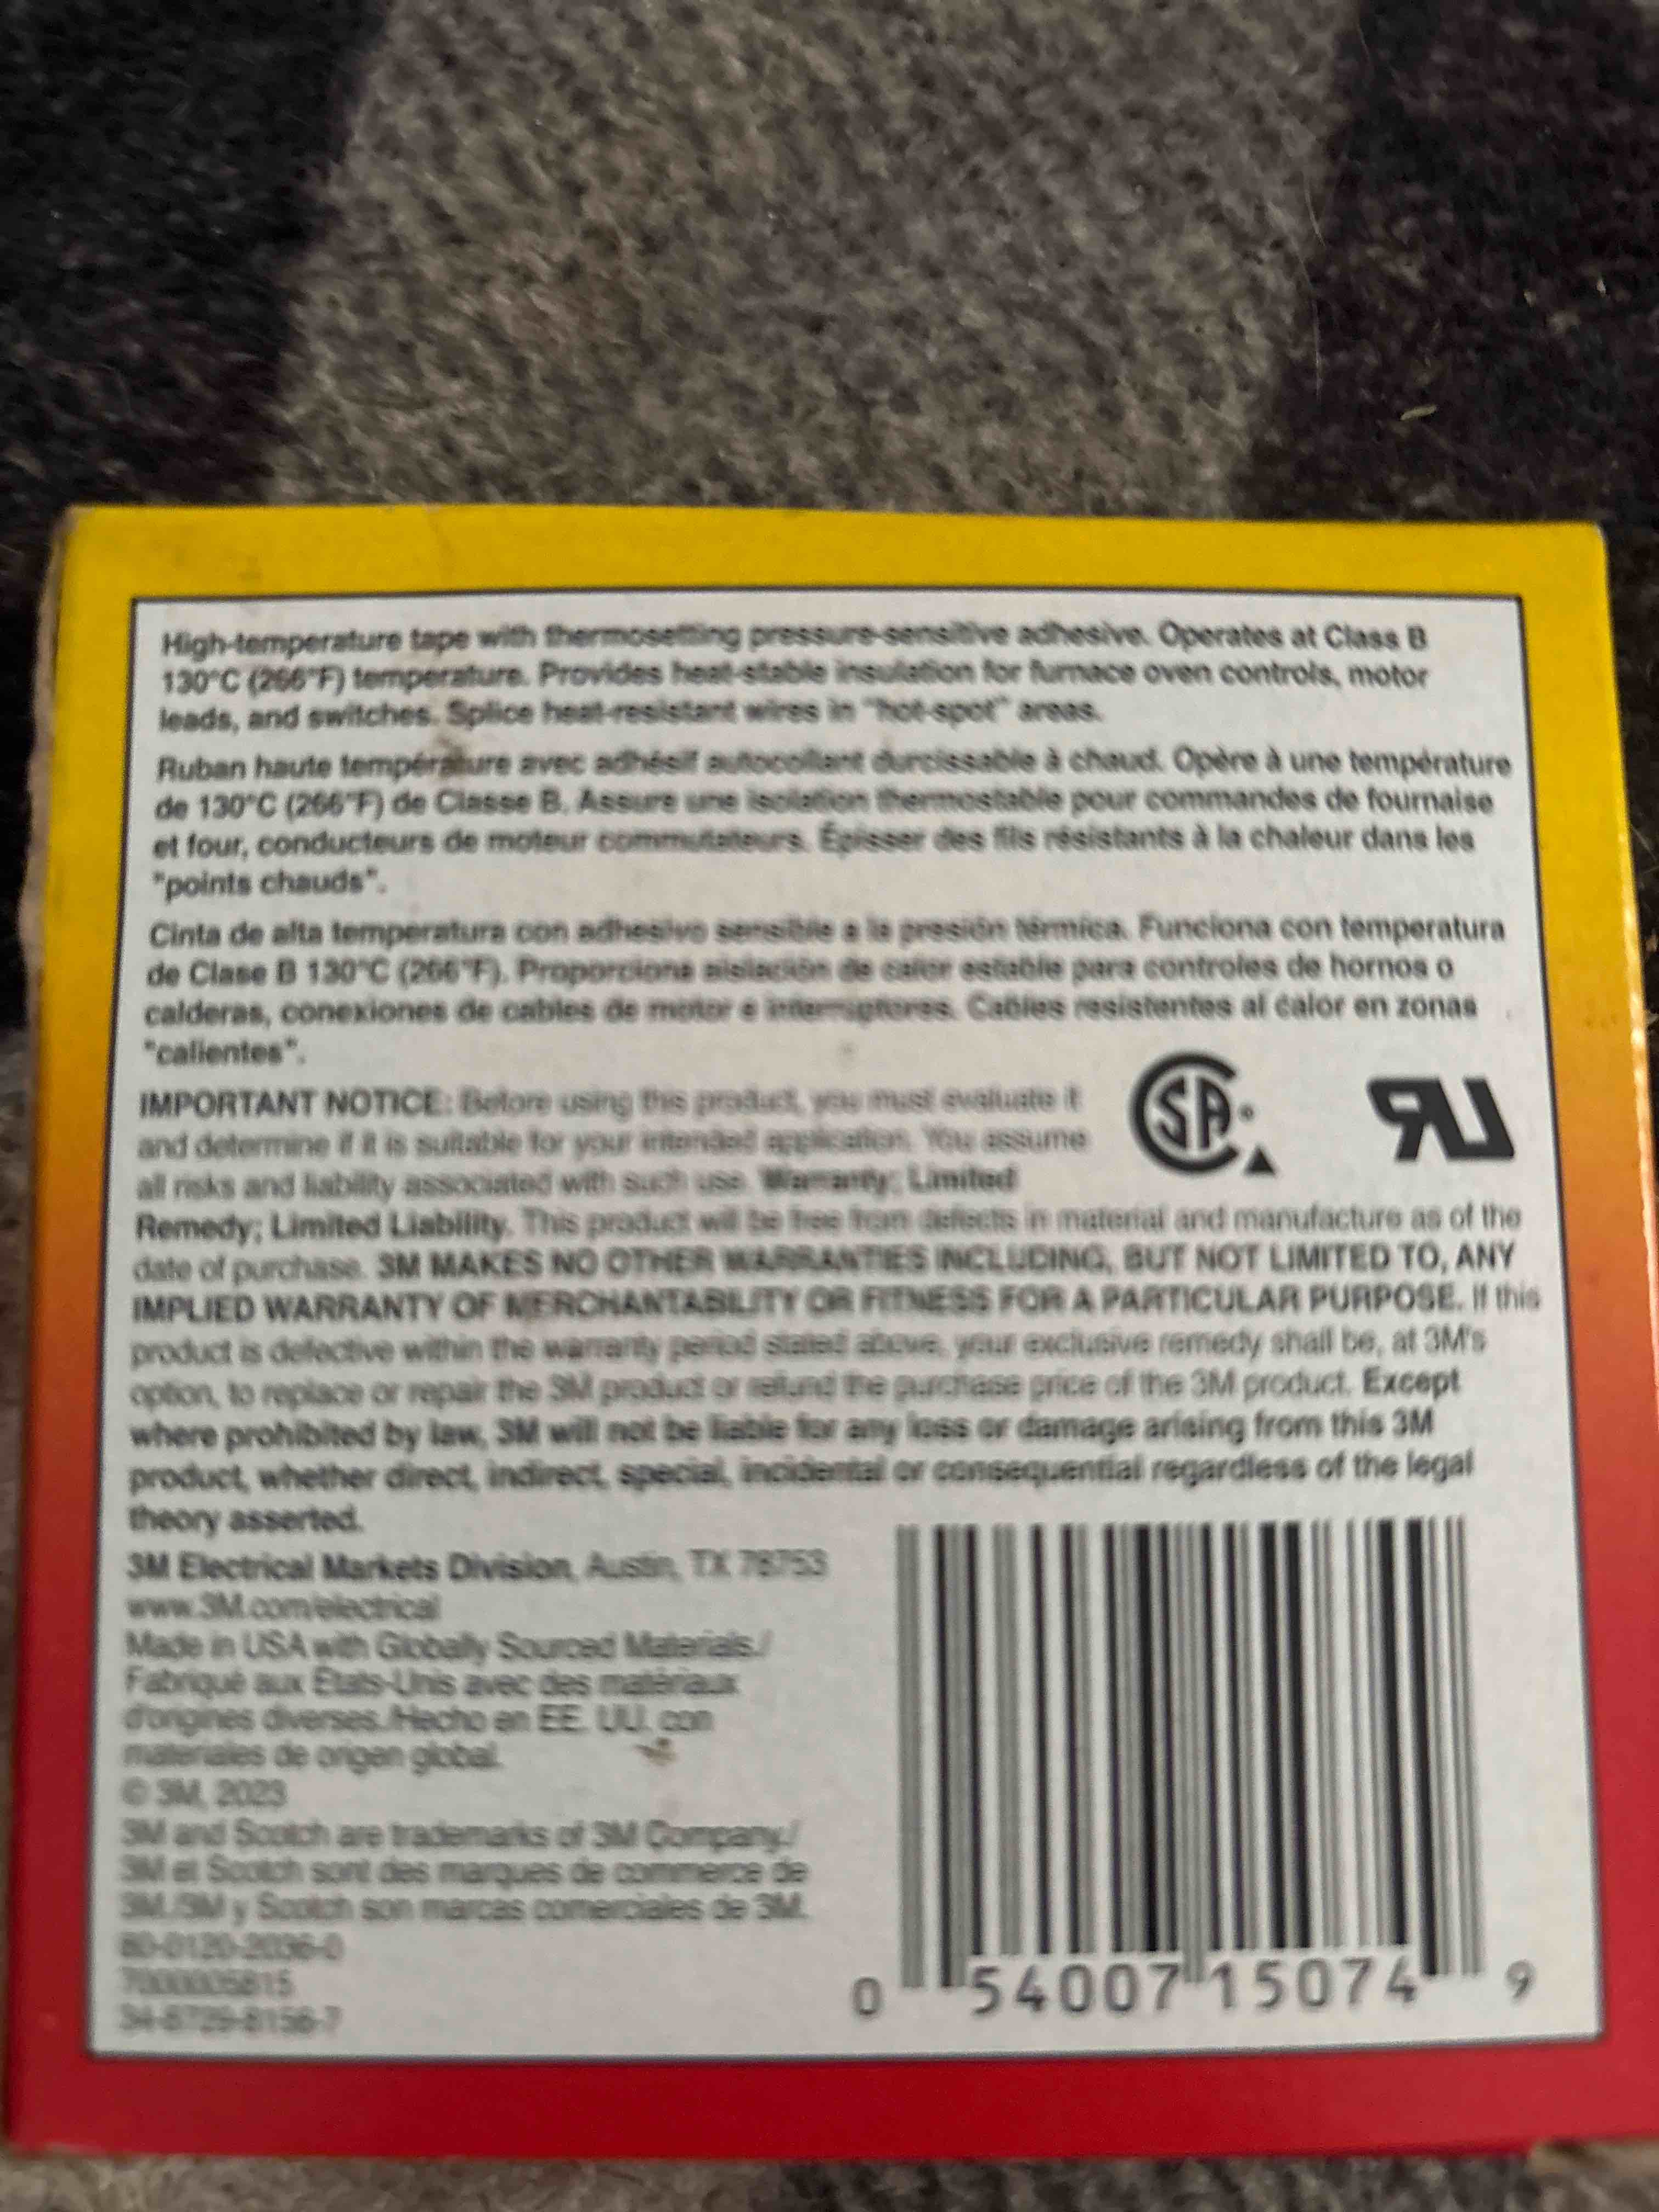 High-temperature tape with thermosetting pressure-sensitive adhesive. Operates at Class B
130°C (266°F) temperature. Provides heat-stable insulation for furnace oven controls, motor
leads, and switches. Splice heat-resistant wires in "hot-spot" areas.
Ruban haute température avec adhésif autocollant durcissable à chaud. Opère à une température
de 130°C (266°F) de Classe B. Assure une isolation thermostable pour commandes de fournaise
et four, conducteurs de moteur commutateurs. Épisser des fils résistants à la chaleur dans les
"points chauds".
Cinta de alta temperatura con adhesivo sensible a la presión térmica. Funciona con temperatura
de Clase B 130°C (266°F). Proporciona aislación de calor estable para controles de hornos o
calderas, conexiones de cables de motor e interruptores. Cables resistentes al calor en zonas
"calientes".
IMPORTANT NOTICE: Before using this product, you must evaluate it
and determine if it is suitable for your intended application. You assume
all risks and liability associated with such use. Warranty; Limited
Remedy; Limited Liability. This product will be free from defects in material and manufacture as of the
date of purchase. 3M MAKES NO OTHER WARRANTIES INCLUDING, BUT NOT LIMITED TO, ANY
IMPLIED WARRANTY OF MERCHANTABILITY OR FITNESS FOR A PARTICULAR PURPOSE. If this
product is defective within the warranty period stated above, your exclusive remedy shall be, at 3M's
option, to replace or repair the 3M product or refund the purchase price of the 3M product. Except
where prohibited by law, 3M will not be liable for any loss or damage arising from this 3M
product, whether direct, indirect, special, incidental or consequential regardless of the legal
theory asserted.
3M Electrical Markets Division, Austin, TX 78753
www.3M.com/electrical
Made in USA with Globally Sourced Materials./
Fabriqué aux États-Unis avec des matériaux
d'origines diverses./Hecho en EE. UU. con
materiales de origen global.
© 3M, 2023
3M and Scotch are trademarks of 3M Company./
3M et Scotch sont des marques de commerce de
3M./3M y Scotch son marcas comerciales de 3M.
80-0120-2036-0
7000005815
34-8729-8156-7
SA
RU
0 54007 15074 9